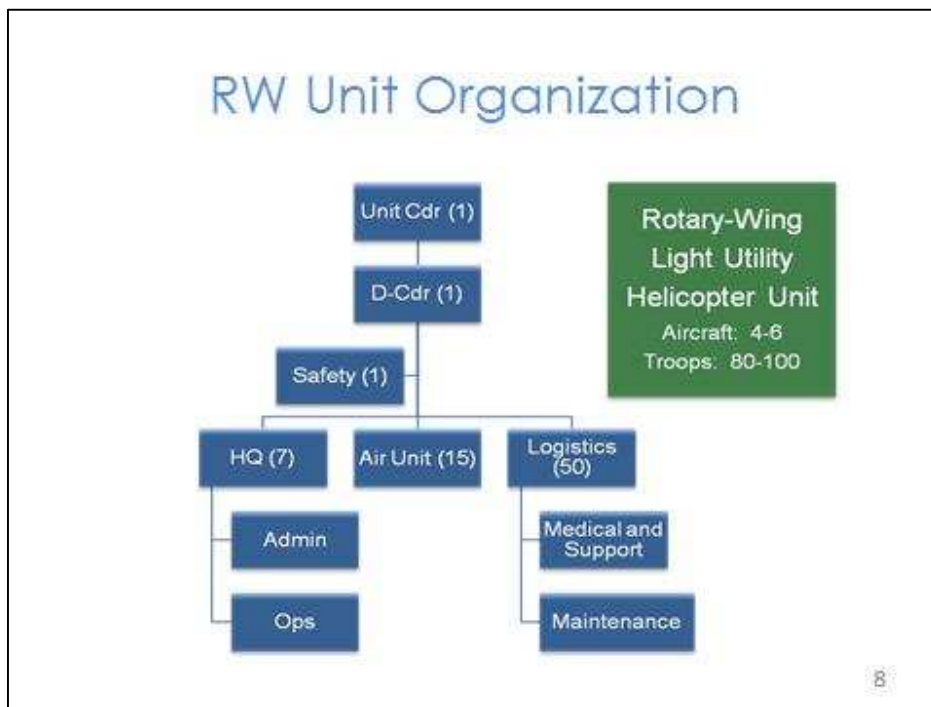 RW Unit Organization
Unit Cdr (1)
D-Cdr (1)
Safety (1)
HQ (7)
Air Unit (15)
Logistics
(50)
Admin
Ops
Medical and
Support
Maintenance
Rotary-Wing
Light Utility
Helicopter Unit
Aircraft: 4-6
Troops: 80-100
8